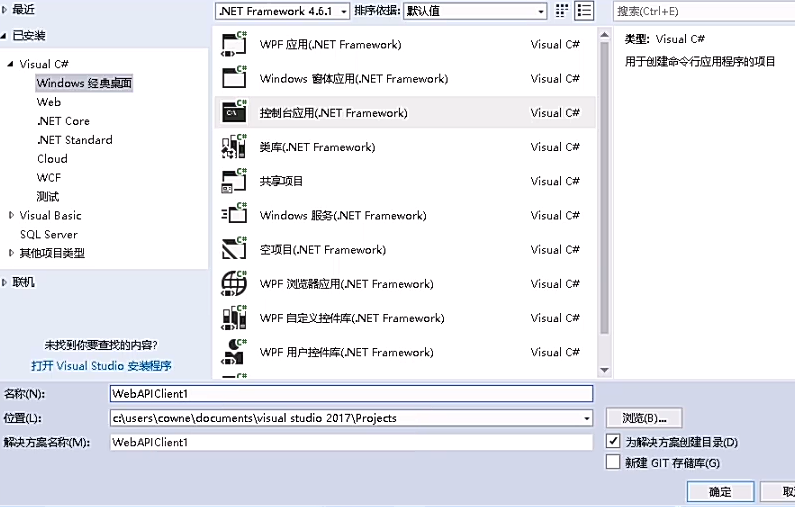 最近
.NET Framework 4.6.1
排序依据:
默认值
搜索(Ctrl+E)
已安装
Visual C#
Windows 经典桌面
Web
.NET Core
.NET Standard
Cloud
WCF
测试
Visual Basic
SQL Server
其他项目类型
联机
未找到你要查找的内容?
打开 Visual Studio 安装程序
WPF 应用(.NET Framework) Visual C#
Windows 窗体应用(.NET Framework) Visual C#
控制台应用(.NET Framework) Visual C#
类库(.NET Framework) Visual C#
共享项目 Visual C#
Windows 服务(.NET Framework) Visual C#
空项目(.NET Framework) Visual C#
WPF 浏览器应用(.NET Framework) Visual C#
WPF 自定义控件库(.NET Framework) Visual C#
WPF 用户控件库(.NET Framework) Visual C#
类型: Visual C#
用于创建命令行应用程序的项目
名称(N): WebAPIClient1
位置(L): c:\users\cowne\documents\visual studio 2017\Projects
浏览(B)...
解决方案名称(M): WebAPIClient1
为解决方案创建目录(D)
新建 GIT 存储库(G)
确定